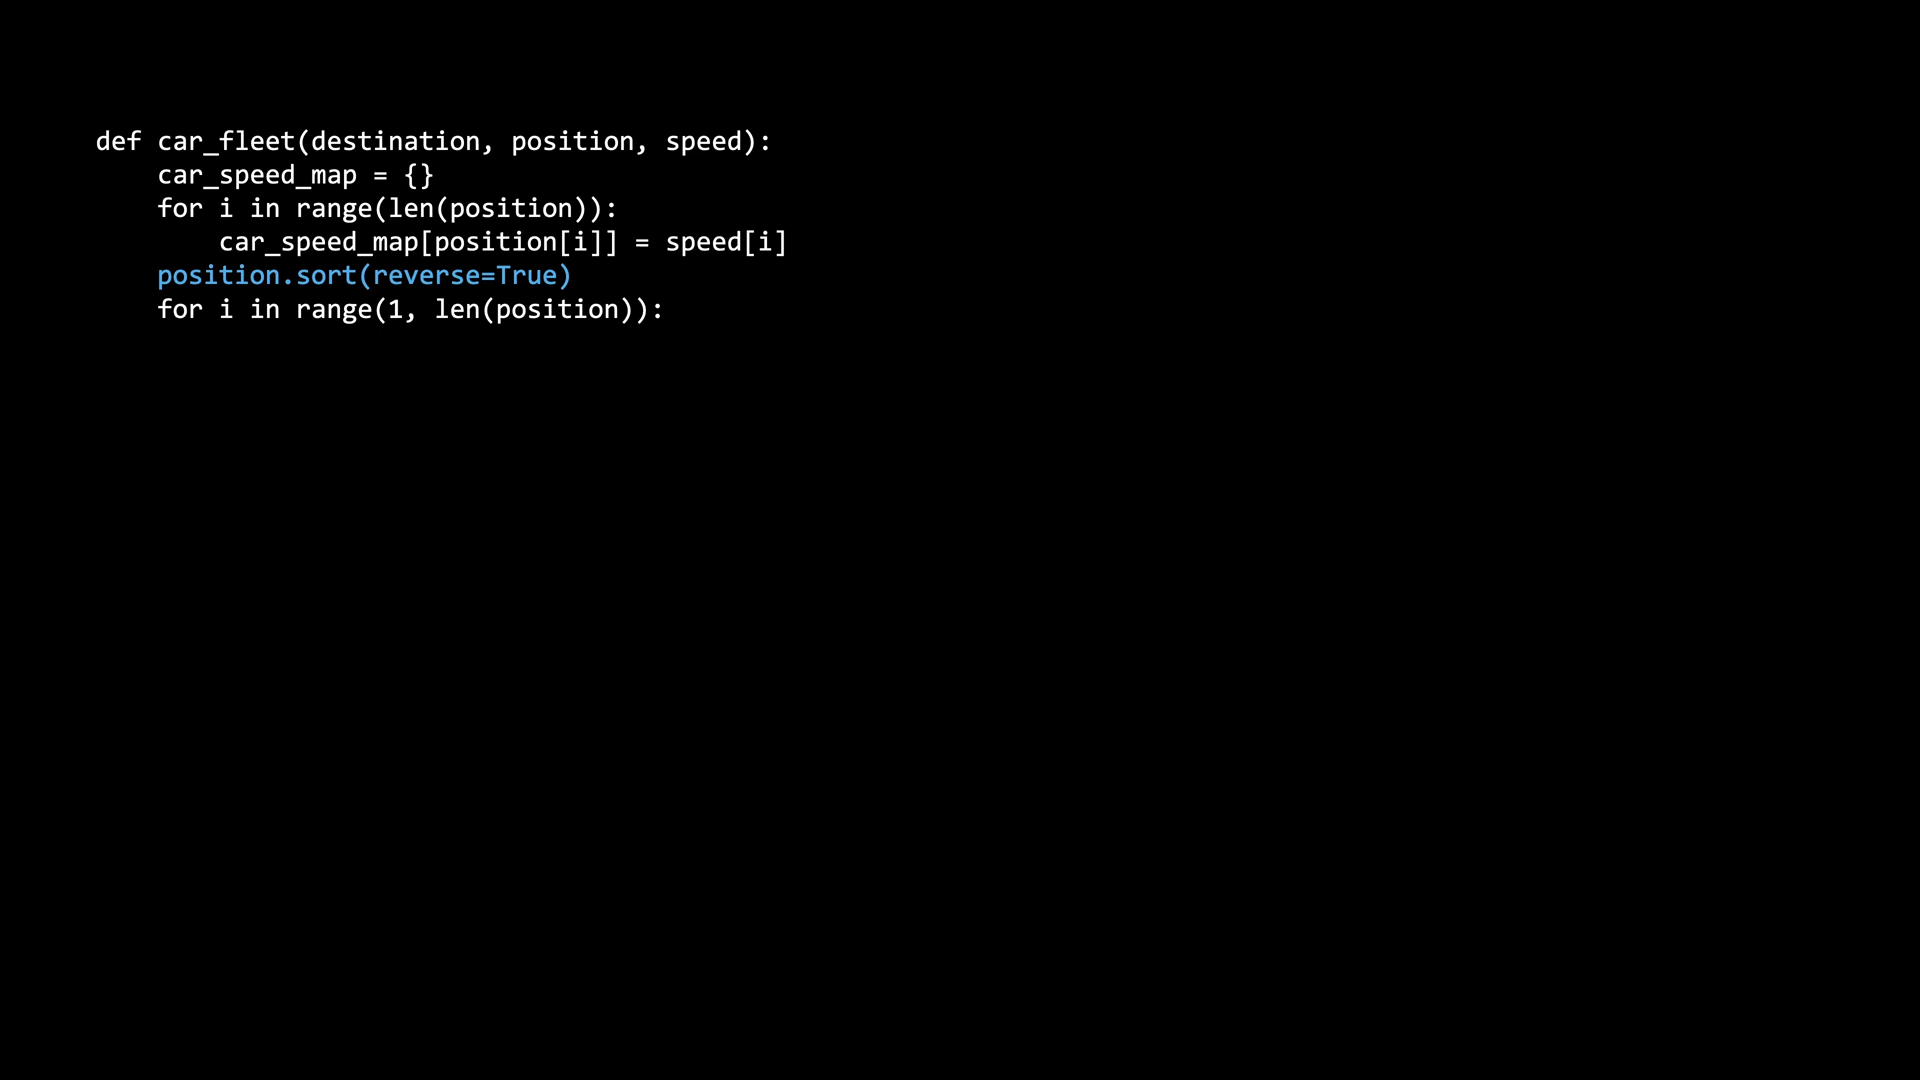 def car_fleet(destination, position, speed):
    car_speed_map = {}
    for i in range(len(position)):
        car_speed_map[position[i]] = speed[i]
    position.sort(reverse=True)
    for i in range(1, len(position)):